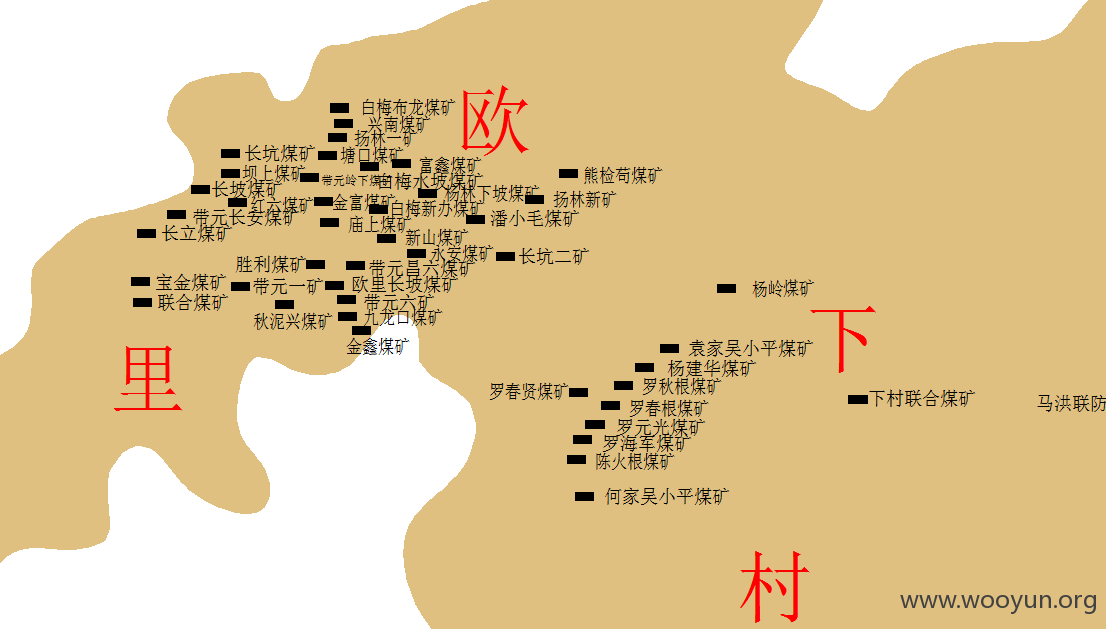 白梅布龙煤矿
欧
兴南煤矿
扬林一矿
长坑煤矿
塘口煤矿
富鑫煤矿
坝上煤矿
带元岭下煤矿
白梅水坡煤矿
熊检苟煤矿
长坡煤矿
杨林下坡煤矿
扬林新矿
红六煤矿
金富煤矿
白梅新办煤矿
带元长安煤矿
潘小毛煤矿
庙上煤矿
长立煤矿
新山煤矿
永安煤矿
长坑二矿
胜利煤矿
带元昌六煤矿
宝金煤矿
带元一矿
欧里长坡煤矿
杨岭煤矿
联合煤矿
带元六矿
下
秋泥兴煤矿
九龙口煤矿
金鑫煤矿
袁家吴小平煤矿
里
杨建华煤矿
罗秋根煤矿
罗春贤煤矿
下村联合煤矿
马洪联防
罗春根煤矿
罗元光煤矿
罗海军煤矿
陈火根煤矿
何家吴小平煤矿
村
www.wooyun.org